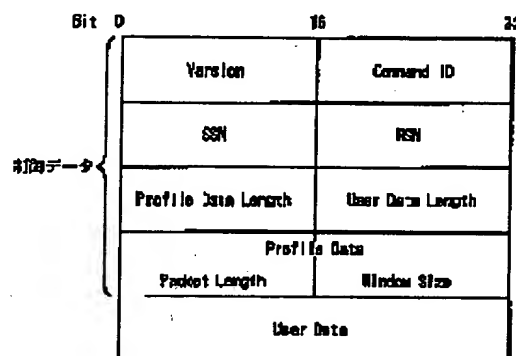 Bit 0 16
Version Command ID
SSN RSN
制御データ
Profile Data Length User Data Length
Profile Data
Packet Length Window Size
User Data